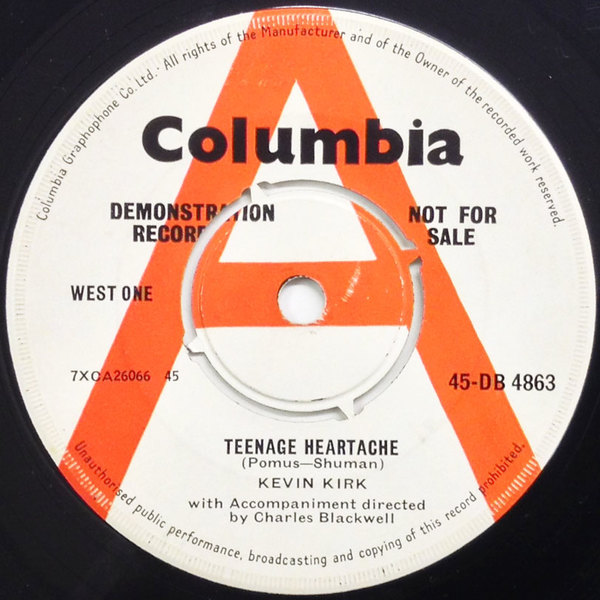 Columbia Graphophone Co. Ltd. All rights of the Manufacturer and of the Owner of the recorded work reserved.
Columbia
DEMONSTRATION
RECORD
NOT FOR
SALE
WEST ONE
7XCA26066 45
45-DB 4863
TEENAGE HEARTACHE
(Pomus—Shuman)
KEVIN KIRK
with Accompaniment directed
by Charles Blackwell
Unauthorised public performance, broadcasting and copying of this record prohibited.